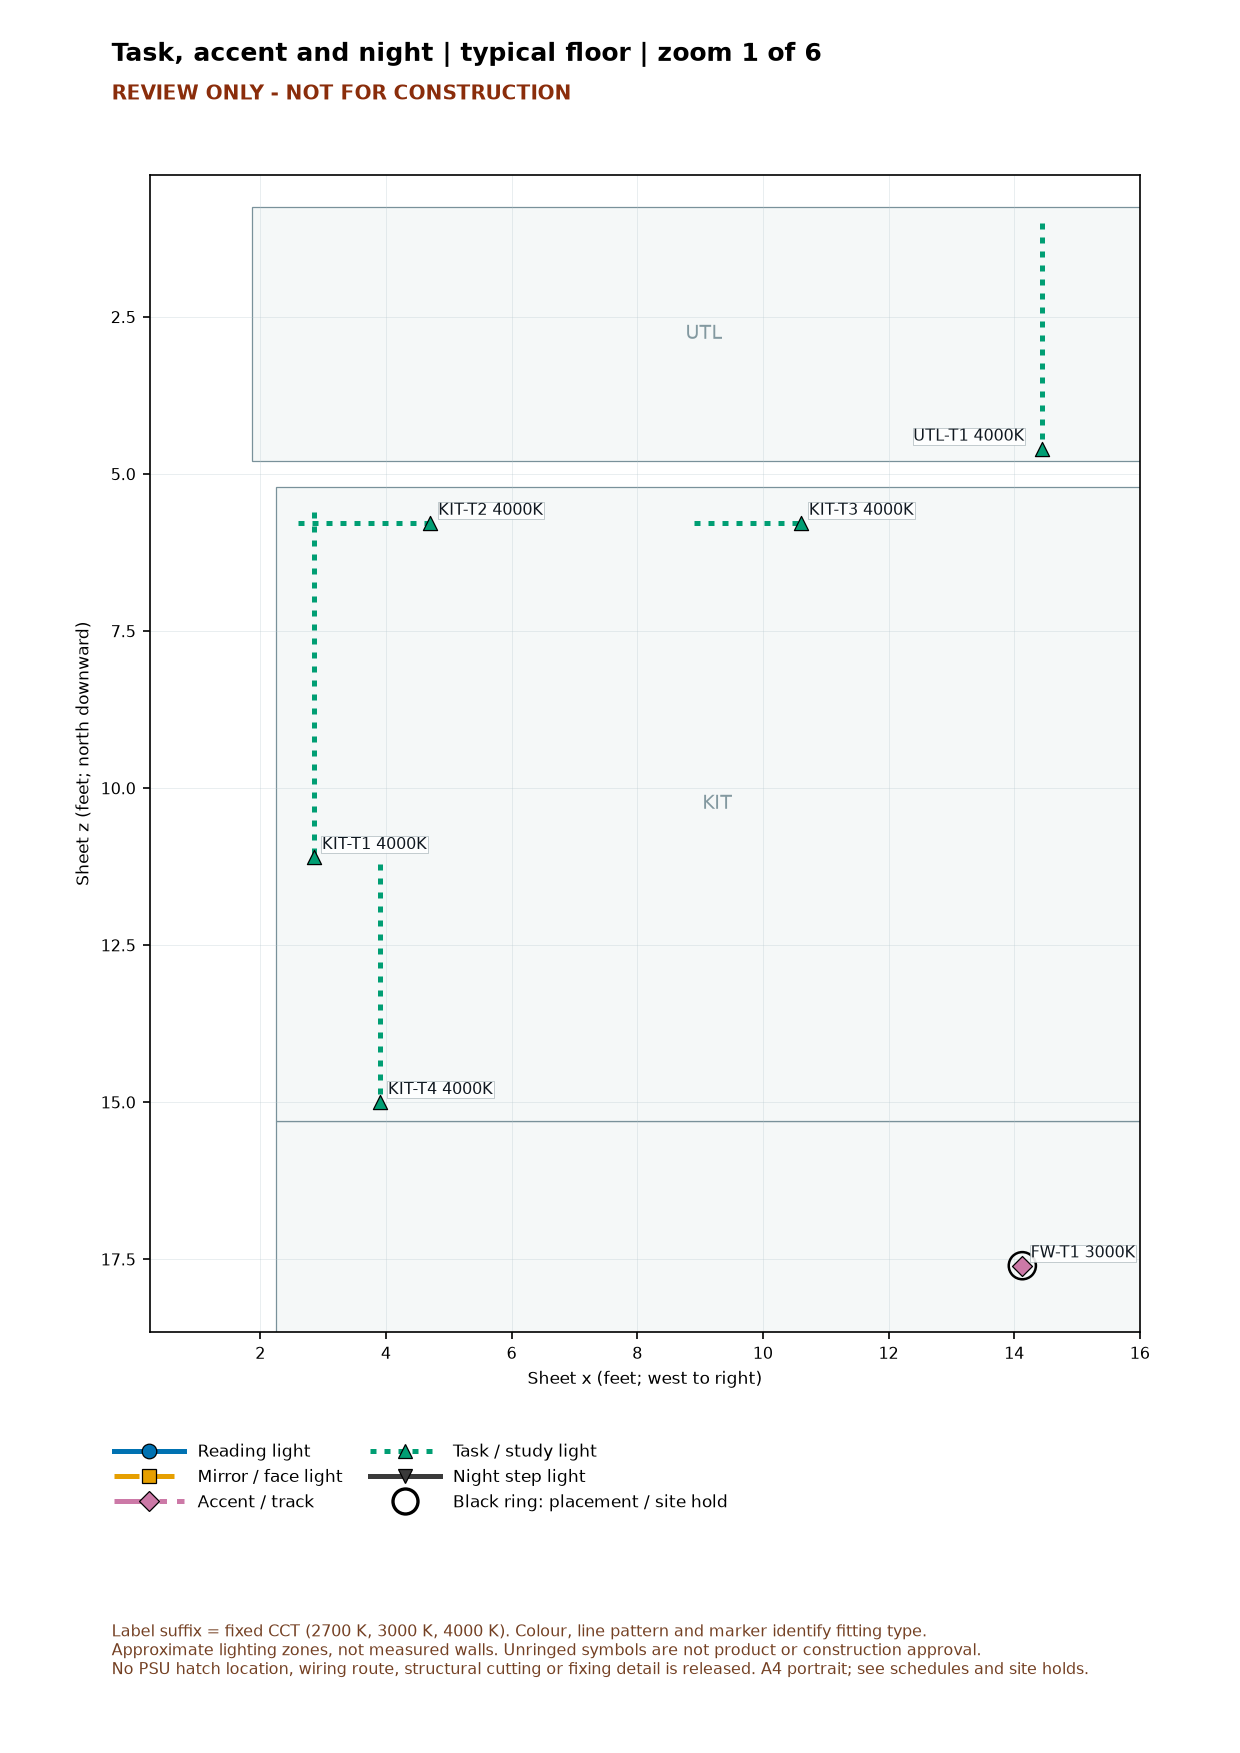 Task, accent and night | typical floor | zoom 1 of 6
REVIEW ONLY - NOT FOR CONSTRUCTION
UTL
UTL-T1 4000K
KIT-T2 4000K
KIT-T3 4000K
KIT
KIT-T1 4000K
KIT-T4 4000K
FW-T1 3000K
2.5
5.0
7.5
10.0
12.5
15.0
17.5
Sheet z (feet; north downward)
2 4 6 8 10 12 14 16
Sheet x (feet; west to right)
Reading light
Mirror / face light
Accent / track
Task / study light
Night step light
Black ring: placement / site hold
Label suffix = fixed CCT (2700 K, 3000 K, 4000 K). Colour, line pattern and marker identify fitting type.
Approximate lighting zones, not measured walls. Unringed symbols are not product or construction approval.
No PSU hatch location, wiring route, structural cutting or fixing detail is released. A4 portrait; see schedules and site holds.